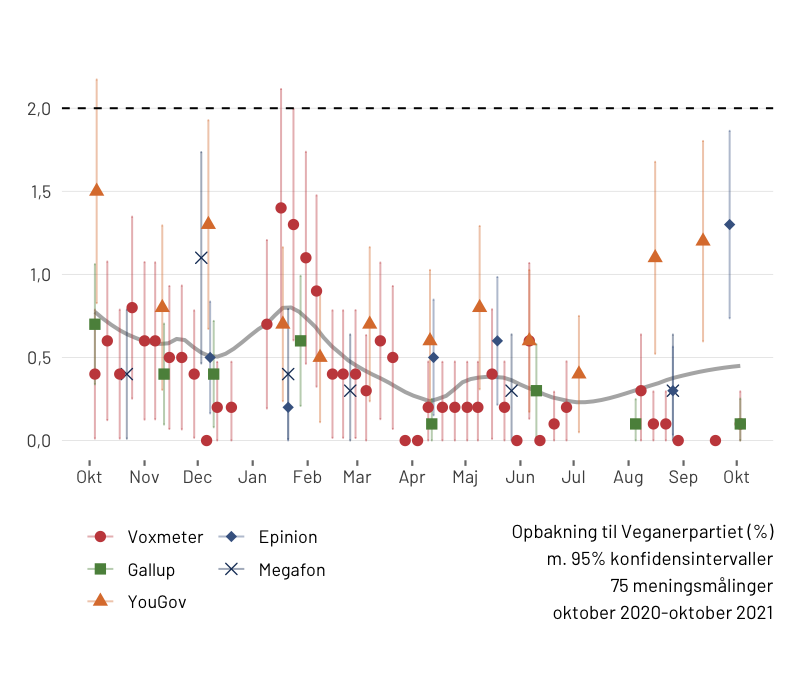 2,0
1,5
1,0
0,5
0,0
Okt Nov Dec Jan Feb Mar Apr Maj Jun Jul Aug Sep Okt
Voxmeter Epinion
Gallup Megafon
YouGov
Opbakning til Veganerpartiet (%)
m. 95% konfidensintervaller
75 meningsmålinger
oktober 2020-oktober 2021